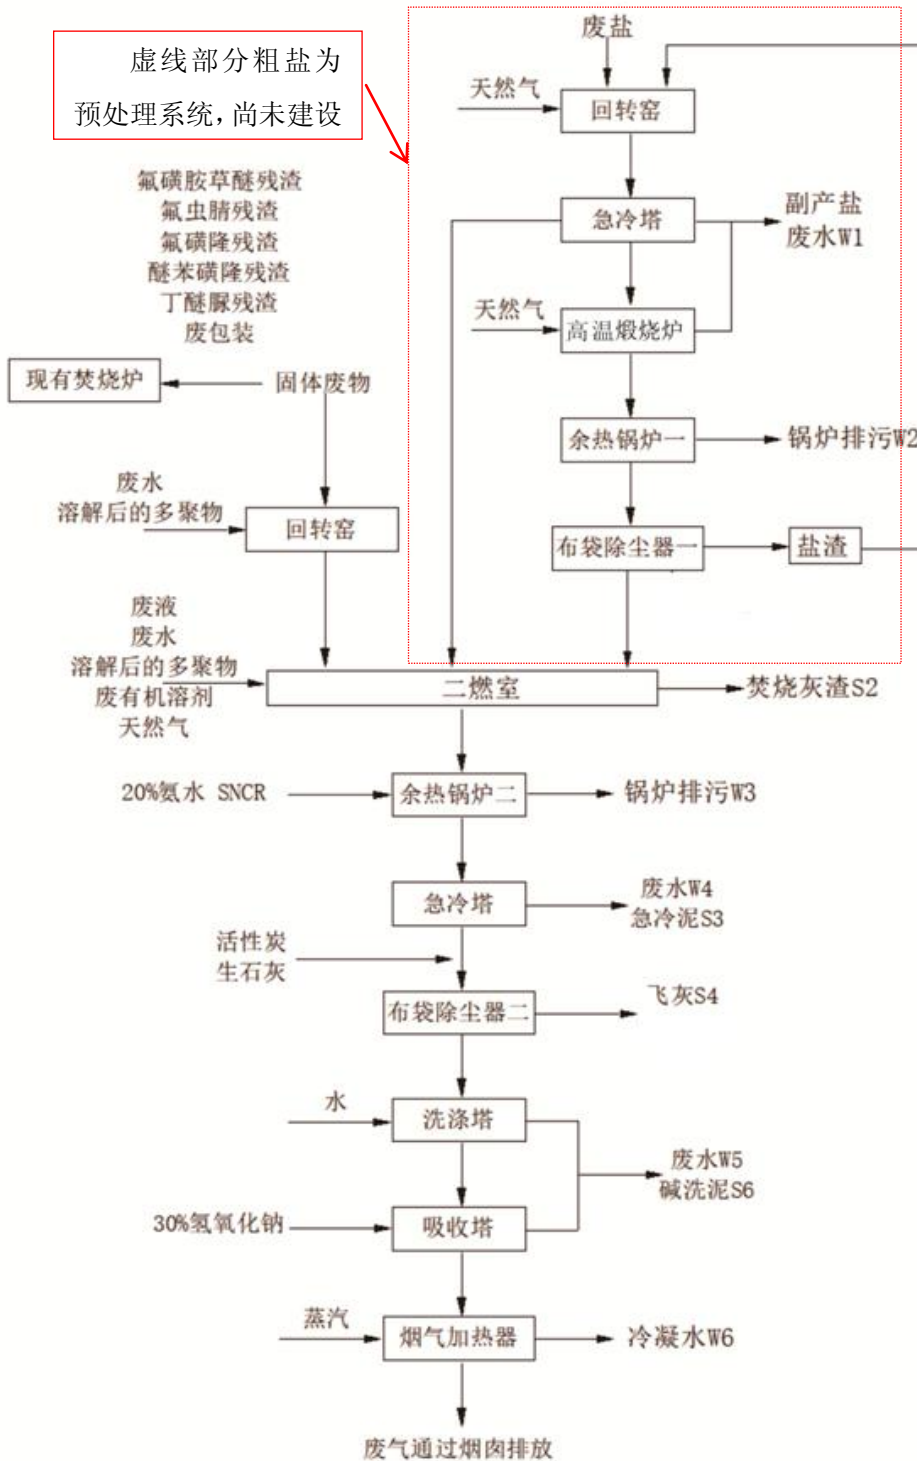 虚线部分粗盐为
预处理系统，尚未建设
废盐
天然气
回转窑
急冷塔
副产盐
废水W1
天然气
高温煅烧炉
余热锅炉一
锅炉排污W2
布袋除尘器一
盐渣
氟磺胺草醚残渣
氟虫腈残渣
氟磺隆残渣
醚苯磺隆残渣
丁醚脲残渣
废包装
现有焚烧炉
固体废物
废水
溶解后的多聚物
回转窑
废液
废水
溶解后的多聚物
废有机溶剂
天然气
二燃室
焚烧灰渣S2
20%氨水 SNCR
余热锅炉二
锅炉排污W3
急冷塔
废水W4
急冷泥S3
活性炭
生石灰
布袋除尘器二
飞灰S4
水
洗涤塔
废水W5
碱洗泥S6
30%氢氧化钠
吸收塔
蒸汽
烟气加热器
冷凝水W6
废气通过烟囱排放